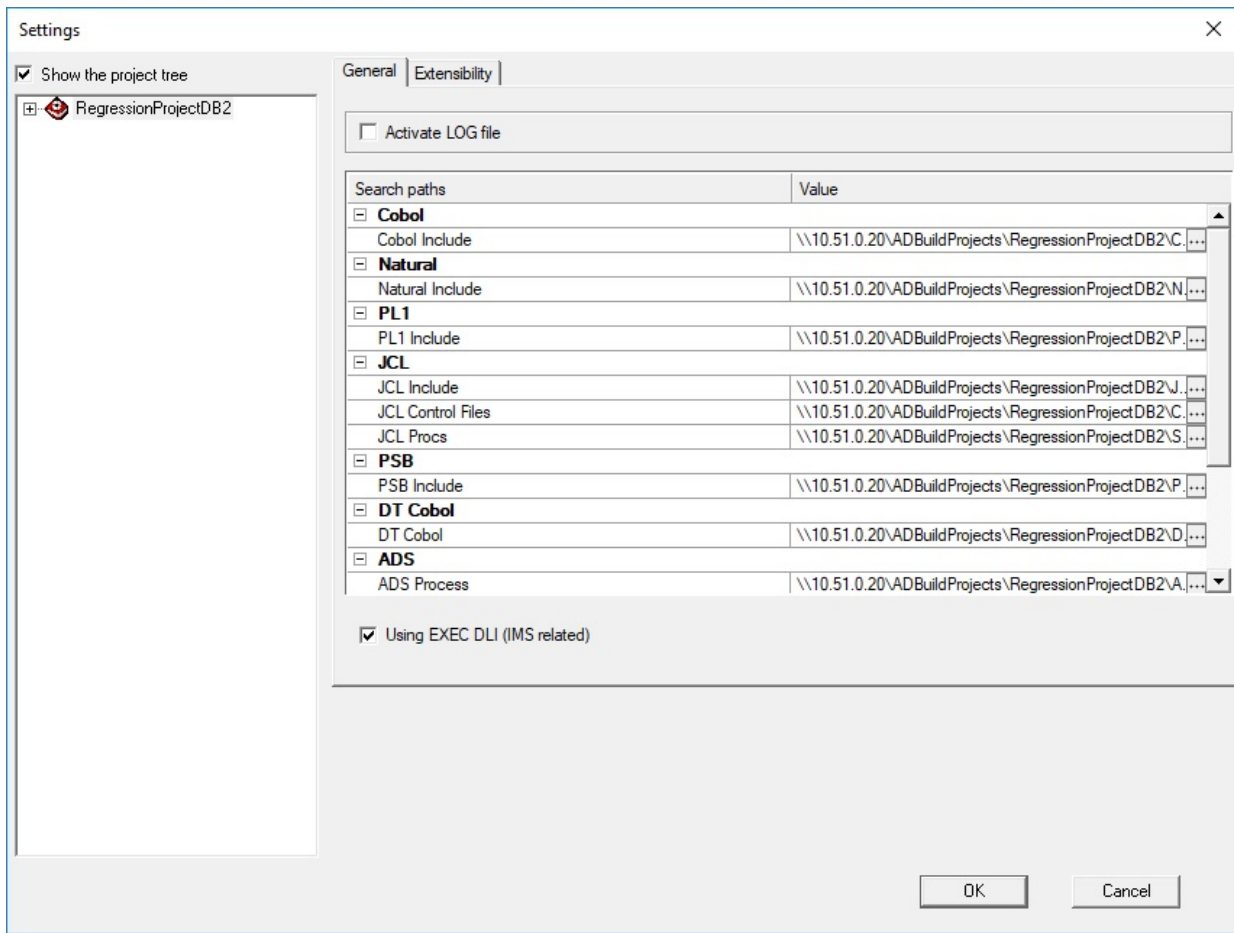 Settings
Show the project tree
RegressionProjectDB2
General Extensibility
Activate LOG file
Search paths Value
Cobol
Cobol Include \\10.51.0.20\ADBuildProjects\RegressionProjectDB2\C. ...
Natural
Natural Include \\10.51.0.20\ADBuildProjects\RegressionProjectDB2\N. ...
PL1
PL1 Include \\10.51.0.20\ADBuildProjects\RegressionProjectDB2\P. ...
JCL
JCL Include \\10.51.0.20\ADBuildProjects\RegressionProjectDB2\J.. ...
JCL Control Files \\10.51.0.20\ADBuildProjects\RegressionProjectDB2\C. ...
JCL Procs \\10.51.0.20\ADBuildProjects\RegressionProjectDB2\S. ...
PSB
PSB Include \\10.51.0.20\ADBuildProjects\RegressionProjectDB2\P. ...
DT Cobol
DT Cobol \\10.51.0.20\ADBuildProjects\RegressionProjectDB2\D. ...
ADS
ADS Process \\10.51.0.20\ADBuildProjects\RegressionProjectDB2\A. ...
Using EXEC DLI (IMS related)
OK Cancel